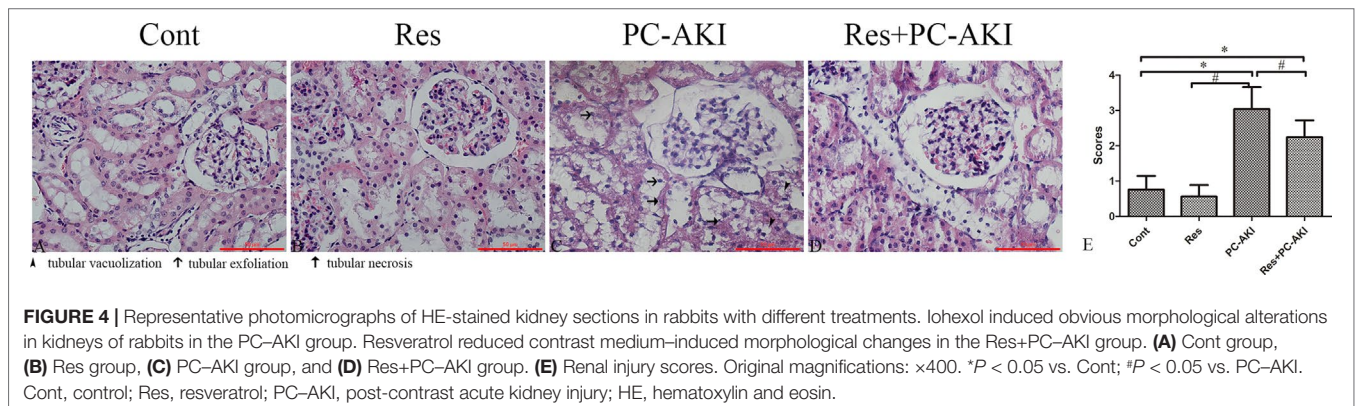 Cont Res PC-AKI Res+PC-AKI
A B C D
▲ tubular vacuolization ↑ tubular exfoliation ↑ tubular necrosis
* * # #
Scores
4
3
2
1
0
Cont Res PC-AKI Res+PC-AKI
E
FIGURE 4 | Representative photomicrographs of HE-stained kidney sections in rabbits with different treatments. Iohexol induced obvious morphological alterations
in kidneys of rabbits in the PC–AKI group. Resveratrol reduced contrast medium–induced morphological changes in the Res+PC–AKI group. (A) Cont group,
(B) Res group, (C) PC–AKI group, and (D) Res+PC–AKI group. (E) Renal injury scores. Original magnifications: ×400. *P < 0.05 vs. Cont; #P < 0.05 vs. PC–AKI.
Cont, control; Res, resveratrol; PC–AKI, post-contrast acute kidney injury; HE, hematoxylin and eosin.